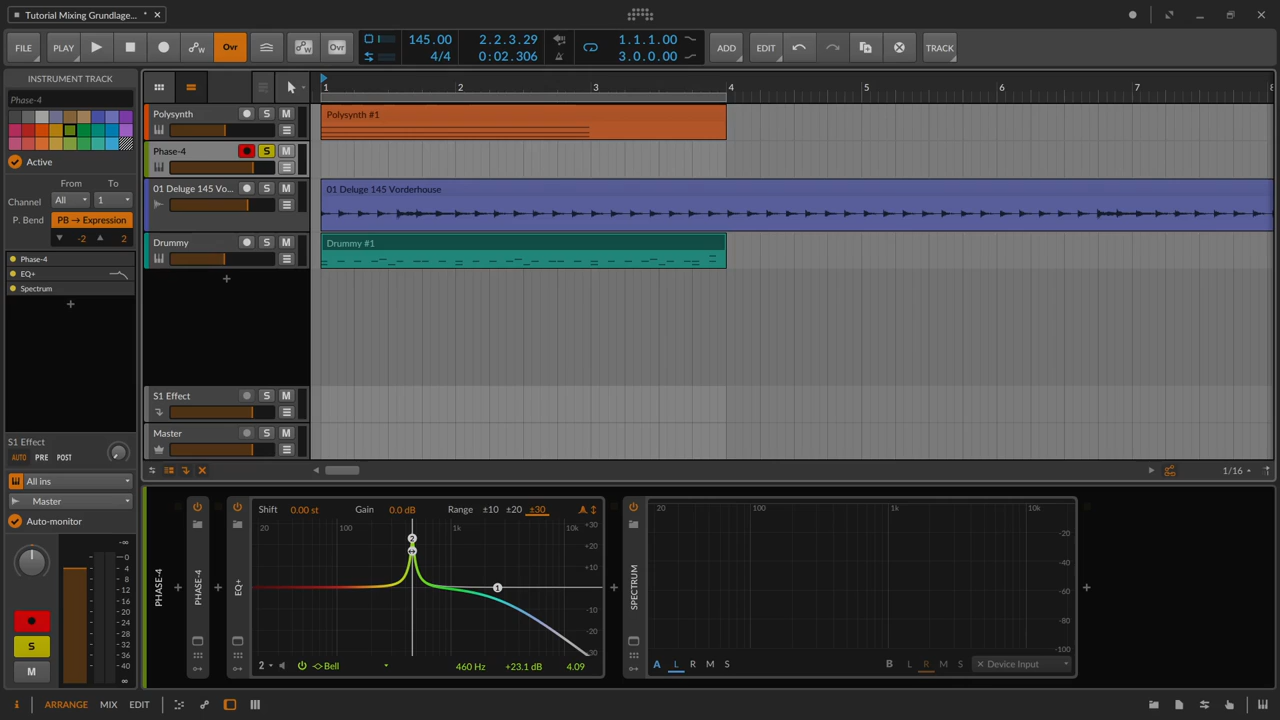 Tutorial Mixing Grundlage... *
FILE PLAY Ovr 145.00 4/4 2.2.3.29 0:02.306 1.1.1.00 3.0.0.00 ADD EDIT TRACK
INSTRUMENT TRACK
Phase-4
Active
From To
Channel All 1
P. Bend PB → Expression
-2 2
Phase-4
EQ+
Spectrum
S1 Effect
AUTO PRE POST
All ins
Master
Auto-monitor
-∞
0
4
8
12
16
20
24
28
32
36
40
∞
S
M
1 2 3 4 5 6 7 8
Polysynth S M
Polysynth #1
Phase-4 S M
01 Deluge 145 Vo... S M
01 Deluge 145 Vorderhouse
Drummy S M
Drummy #1
S1 Effect S M
Master S M
1/16
PHASE-4
PHASE-4
EQ+
Shift 0.00 st Gain 0.0 dB Range ±10 ±20 ±30
20 100 1k 10k +30
+20
+10
0
-10
-20
-30
2
1
2 Bell 460 Hz +23.1 dB 4.09
SPECTRUM
20 100 1k 10k
-20
-40
-60
-80
-100
A L R M S B L R M S Device Input
i ARRANGE MIX EDIT